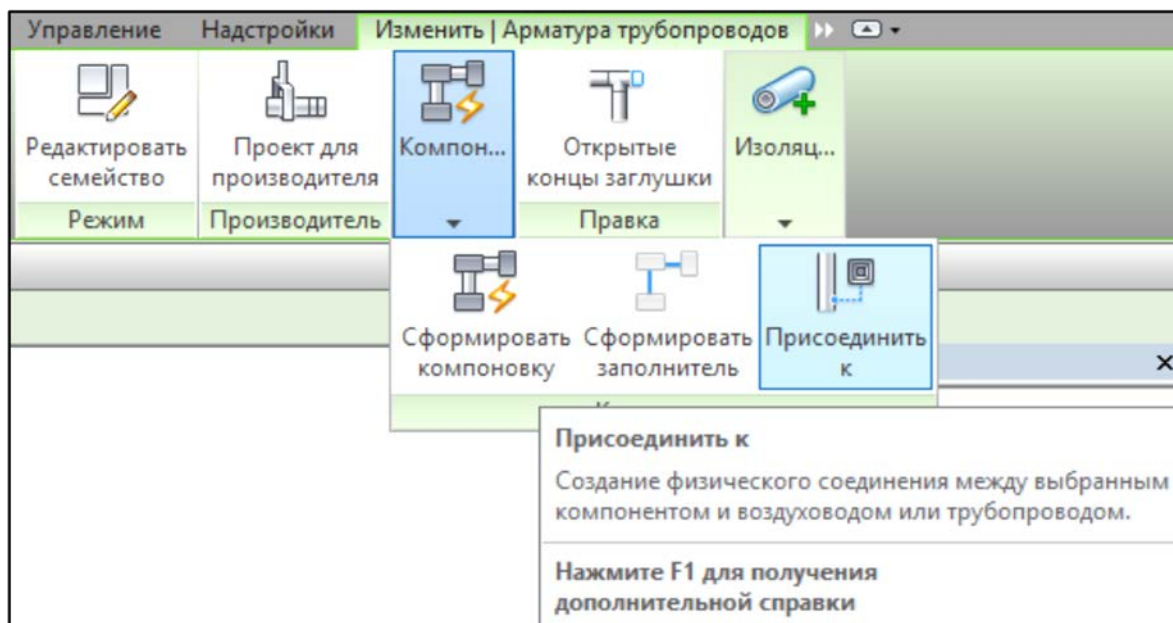 Управление Надстройки Изменить | Арматура трубопроводов
Редактировать семейство
Проект для производителя
Компон...
Открытые концы заглушки
Изоляц...
Режим Производитель Правка
Сформировать компоновку
Сформировать заполнитель
Присоединить к
Присоединить к
Создание физического соединения между выбранным
компонентом и воздуховодом или трубопроводом.
Нажмите F1 для получения
дополнительной справки